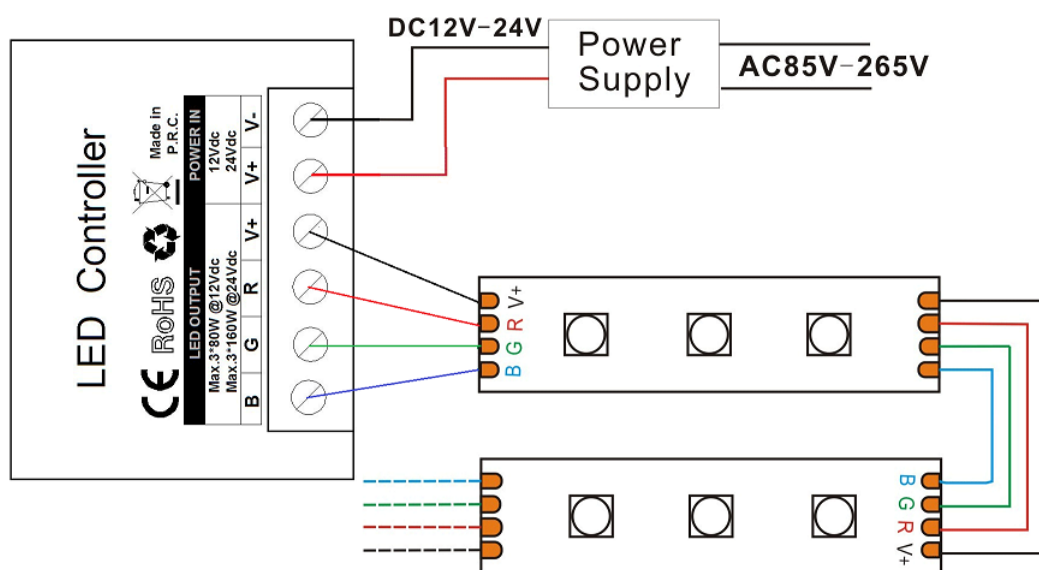 DC12V-24V
Power
Supply
AC85V-265V
LED Controller
CE RoHS
Made in
P.R.C.
LED OUTPUT POWER IN
Max.3*80W @12Vdc
Max.3*160W @24Vdc
12Vdc
24Vdc
B G R V+ V+ V-
V+
R
G
B
B
G
R
V+